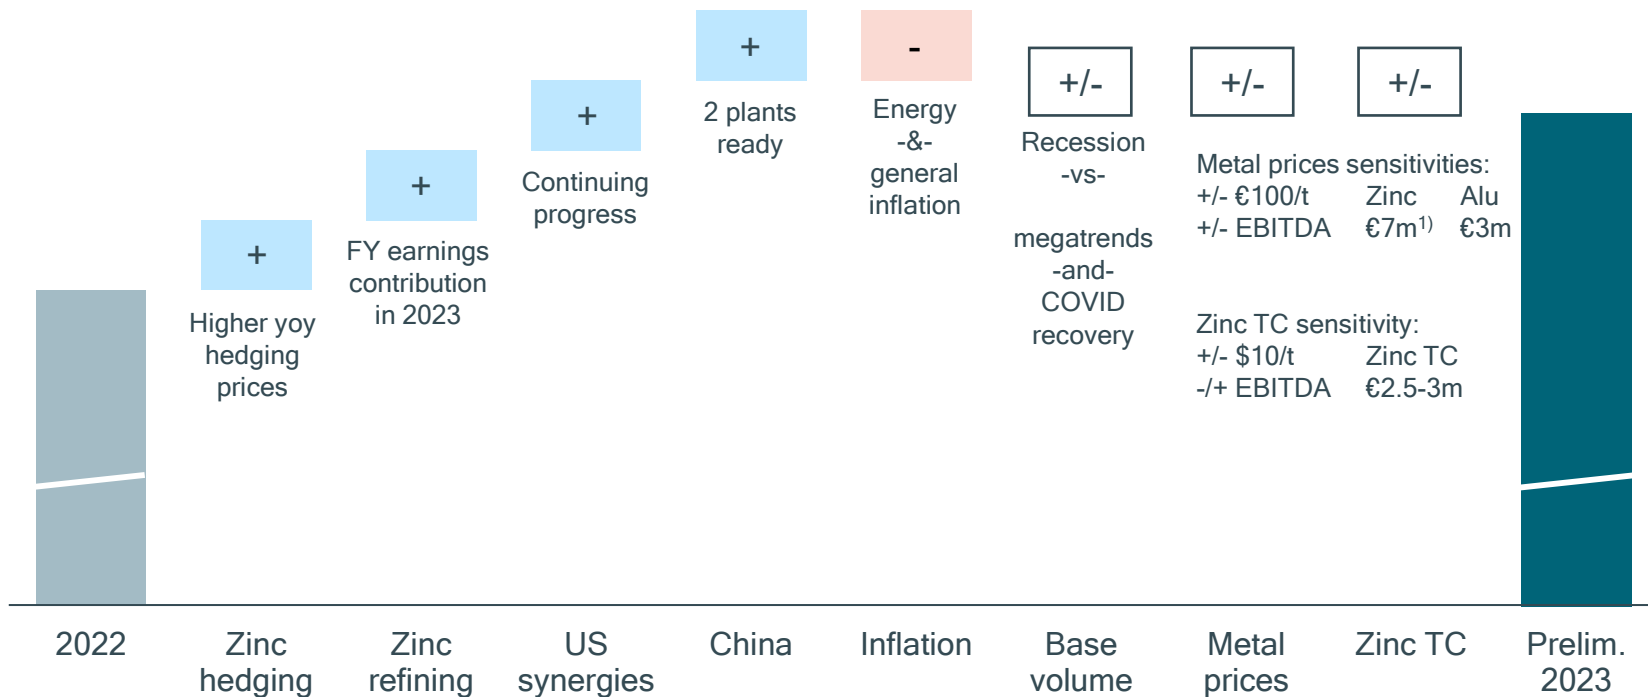 +
Higher yoy
hedging
prices
+
FY earnings
contribution
in 2023
+
Continuing
progress
+
2 plants
ready
-
Energy
-&-
general
inflation
+/-
Recession
-vs-
megatrends
-and-
COVID
recovery
+/-
+/-
Metal prices sensitivities:
+/- €100/t Zinc Alu
+/- EBITDA €7m1) €3m
Zinc TC sensitivity:
+/- $10/t Zinc TC
-/+ EBITDA €2.5-3m
2022
Zinc
hedging
Zinc
refining
US
synergies
China
Inflation
Base
volume
Metal
prices
Zinc TC
Prelim.
2023